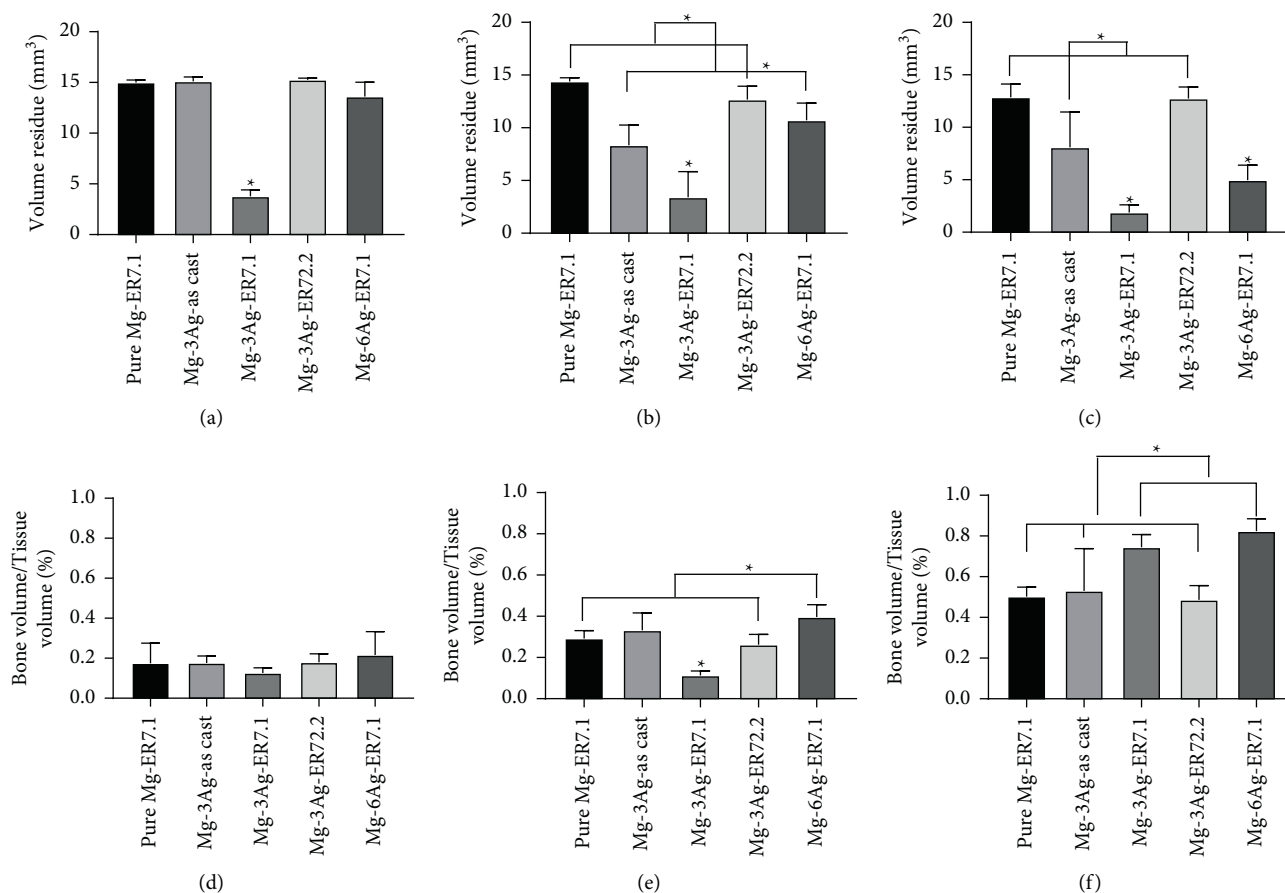 20
15
10
5
0
Volume residue (mm³)
*
Pure Mg-ER7.1
Mg-3Ag-as cast
Mg-3Ag-ER7.1
Mg-3Ag-ER72.2
Mg-6Ag-ER7.1
(a)
20
15
10
5
0
Volume residue (mm³)
*
*
*
Pure Mg-ER7.1
Mg-3Ag-as cast
Mg-3Ag-ER7.1
Mg-3Ag-ER72.2
Mg-6Ag-ER7.1
(b)
20
15
10
5
0
Volume residue (mm³)
*
*
*
Pure Mg-ER7.1
Mg-3Ag-as cast
Mg-3Ag-ER7.1
Mg-3Ag-ER72.2
Mg-6Ag-ER7.1
(c)
1.0
0.8
0.6
0.4
0.2
0.0
Bone volume/Tissue
volume (%)
Pure Mg-ER7.1
Mg-3Ag-as cast
Mg-3Ag-ER7.1
Mg-3Ag-ER72.2
Mg-6Ag-ER7.1
(d)
1.0
0.8
0.6
0.4
0.2
0.0
Bone volume/Tissue
volume (%)
*
*
Pure Mg-ER7.1
Mg-3Ag-as cast
Mg-3Ag-ER7.1
Mg-3Ag-ER72.2
Mg-6Ag-ER7.1
(e)
1.0
0.8
0.6
0.4
0.2
0.0
Bone volume/Tissue
volume (%)
*
Pure Mg-ER7.1
Mg-3Ag-as cast
Mg-3Ag-ER7.1
Mg-3Ag-ER72.2
Mg-6Ag-ER7.1
(f)